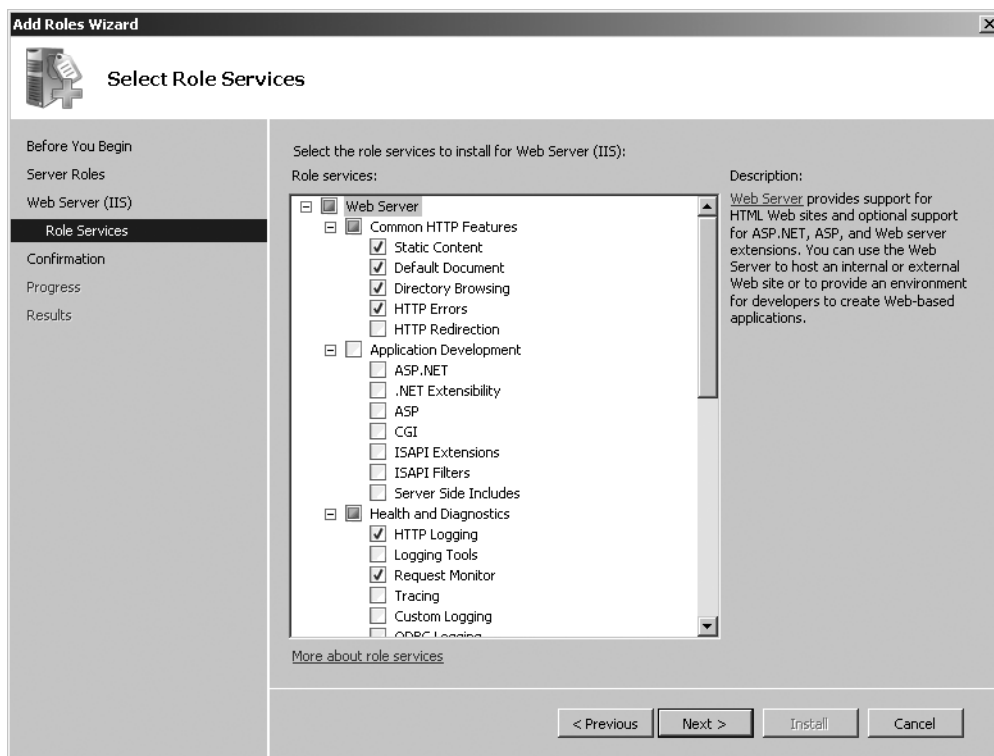 Add Roles Wizard
Select Role Services
Before You Begin
Server Roles
Web Server (IIS)
Role Services
Confirmation
Progress
Results
Select the role services to install for Web Server (IIS):
Role services:
Web Server
Common HTTP Features
Static Content
Default Document
Directory Browsing
HTTP Errors
HTTP Redirection
Application Development
ASP.NET
.NET Extensibility
ASP
CGI
ISAPI Extensions
ISAPI Filters
Server Side Includes
Health and Diagnostics
HTTP Logging
Logging Tools
Request Monitor
Tracing
Custom Logging
ODBC Logging
More about role services
Description:
Web Server provides support for
HTML Web sites and optional support
for ASP.NET, ASP, and Web server
extensions. You can use the Web
Server to host an internal or external
Web site or to provide an environment
for developers to create Web-based
applications.
< Previous
Next >
Install
Cancel